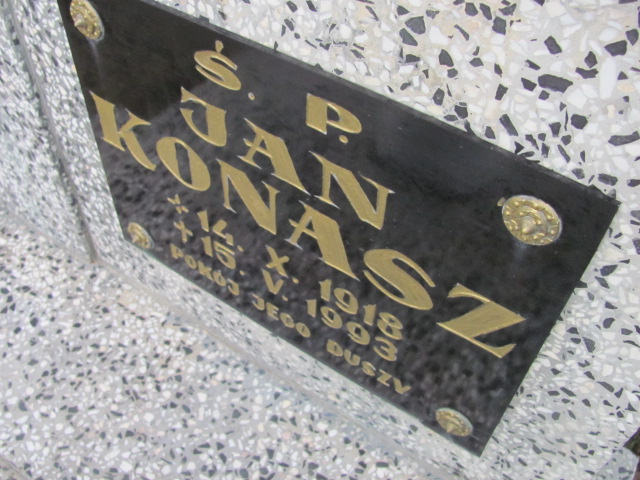 Ś. P.
JAN
KONASZ
* 14. X. 1918
+ 15. V. 1993
POKÓJ JEGO DUSZY